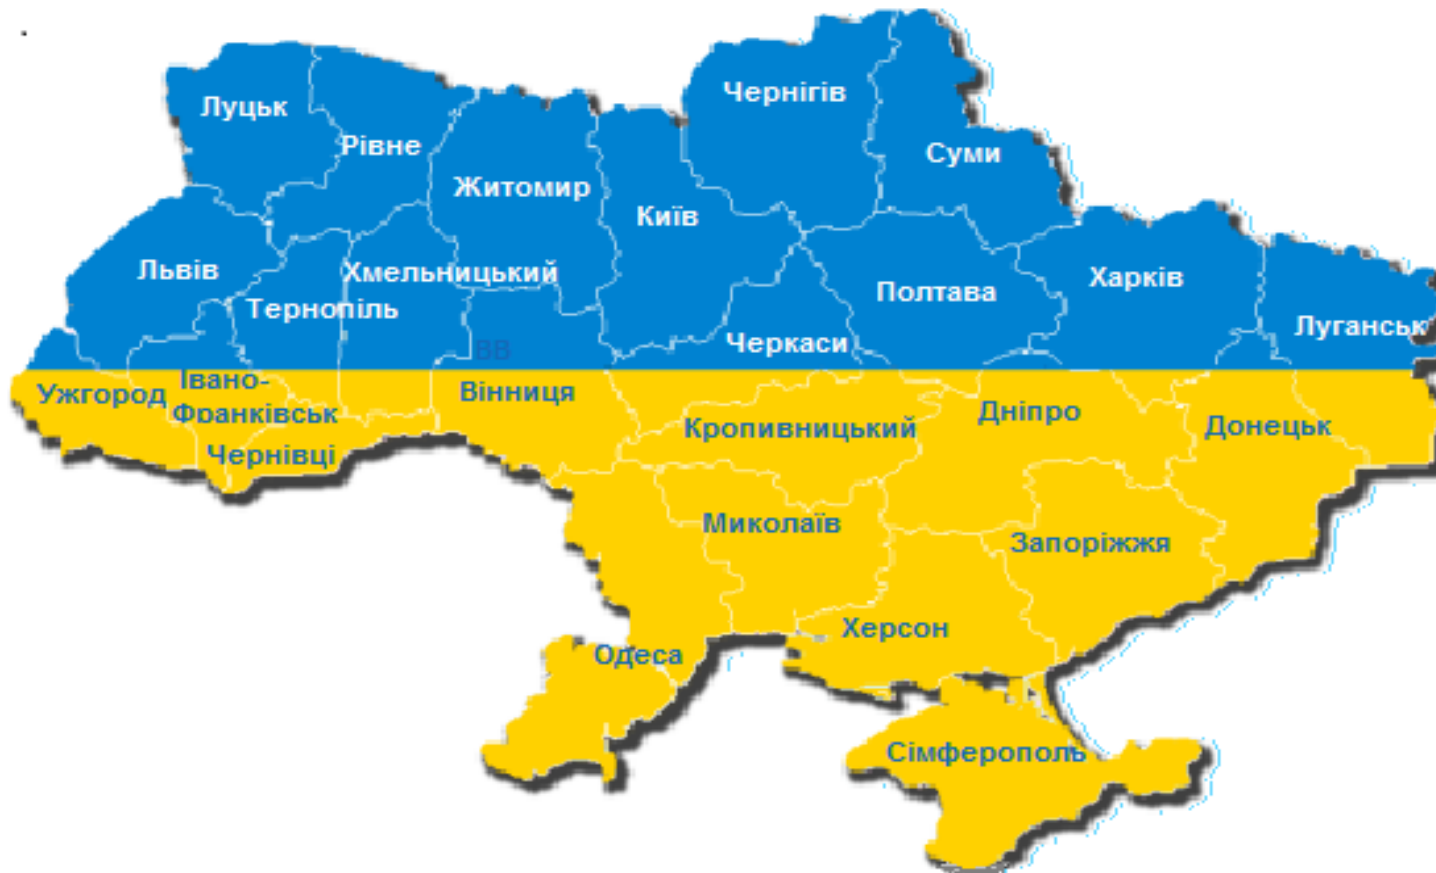 Чернігів
Луцьк
Рівне
Суми
Житомир
Київ
Львів
Хмельницький
Харків
Полтава
Тернопіль
Луганськ
Черкаси
ВВ
Івано-
Франківськ
Ужгород
Вінниця
Дніпро
Кропивницький
Донецьк
Чернівці
Миколаїв
Запоріжжя
Херсон
Одеса
Сімферополь